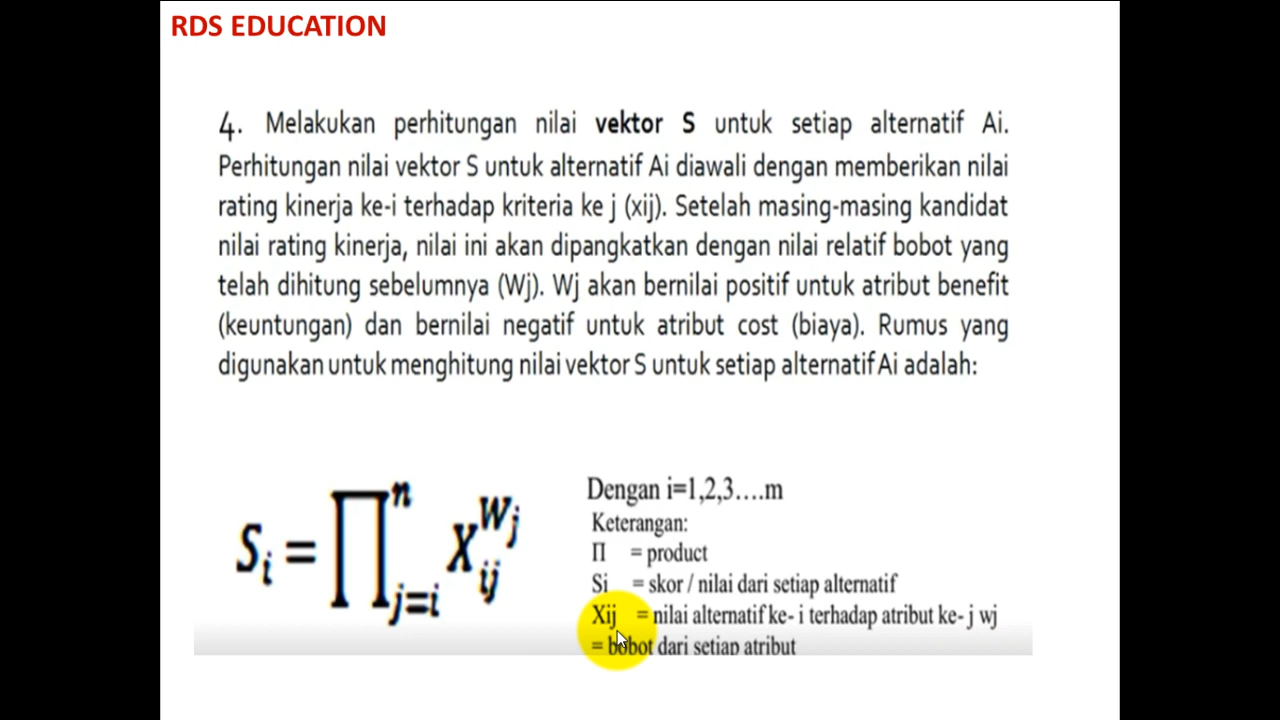 RDS EDUCATION
4. Melakukan perhitungan nilai vektor S untuk setiap alternatif Ai.
Perhitungan nilai vektor S untuk alternatif Ai diawali dengan memberikan nilai
rating kinerja ke-i terhadap kriteria ke j (xij). Setelah masing-masing kandidat
nilai rating kinerja, nilai ini akan dipangkatkan dengan nilai relatif bobot yang
telah dihitung sebelumnya (Wj). Wj akan bernilai positif untuk atribut benefit
(keuntungan) dan bernilai negatif untuk atribut cost (biaya). Rumus yang
digunakan untuk menghitung nilai vektor S untuk setiap alternatif Ai adalah:
S_i = ∏^n_{j=i} X_{ij}^{Wj}
Dengan i=1,2,3....m
Keterangan:
Π = product
Si = skor / nilai dari setiap alternatif
Xij = nilai alternatif ke- i terhadap atribut ke- j wj
= bobot dari setiap atribut